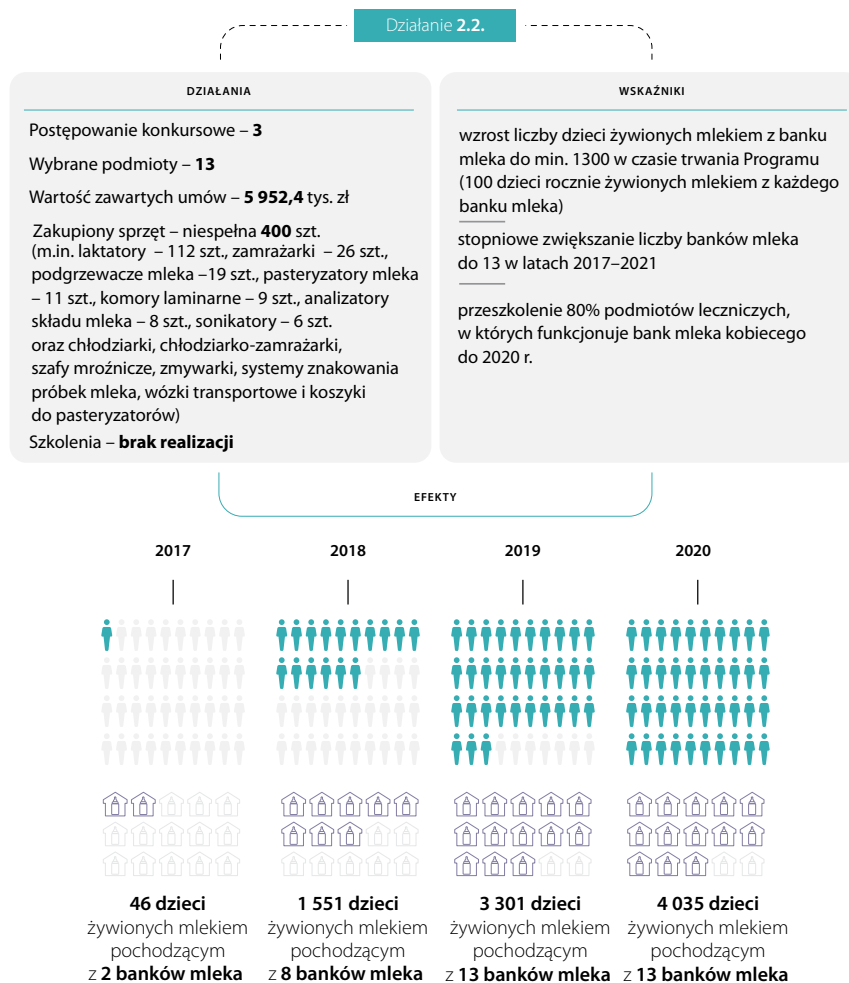 Działanie 2.2.
DZIAŁANIA
Postępowanie konkursowe – 3
Wybrane podmioty – 13
Wartość zawartych umów – 5 952,4 tys. zł
Zakupiony sprzęt – niespełna 400 szt.
(m.in. laktatory – 112 szt., zamrażarki – 26 szt.,
podgrzewacze mleka –19 szt., pasteryzatory mleka
– 11 szt., komory laminarne – 9 szt., analizatory
składu mleka – 8 szt., sonikatory – 6 szt.
oraz chłodziarki, chłodziarko-zamrażarki,
szafy mroźnicze, zmywarki, systemy znakowania
próbek mleka, wózki transportowe i koszyki
do pasteryzatorów)
Szkolenia – brak realizacji
WSKAŹNIKI
wzrost liczby dzieci żywionych mlekiem z banku
mleka do min. 1300 w czasie trwania Programu
(100 dzieci rocznie żywionych mlekiem z każdego
banku mleka)
stopniowe zwiększanie liczby banków mleka
do 13 w latach 2017–2021
przeszkolenie 80% podmiotów leczniczych,
w których funkcjonuje bank mleka kobiecego
do 2020 r.
EFEKTY
2017
2018
2019
2020
46 dzieci
żywionych mlekiem
pochodzącym
z 2 banków mleka
1 551 dzieci
żywionych mlekiem
pochodzącym
z 8 banków mleka
3 301 dzieci
żywionych mlekiem
pochodzącym
z 13 banków mleka
4 035 dzieci
żywionych mlekiem
pochodzącym
z 13 banków mleka